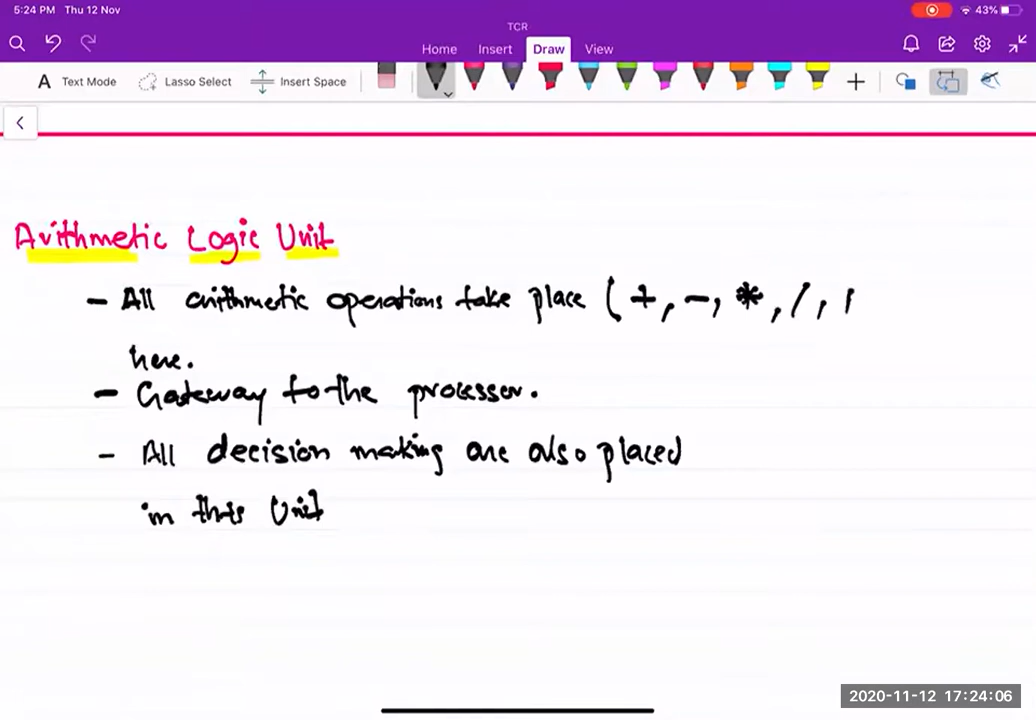 5:24 PM Thu 12 Nov
43%
TCR
Home Insert Draw View
A Text Mode Lasso Select Insert Space
Arithmetic Logic Unit
- All arithmetic operations take place ( +, -, *, /, ,
here.
- Gateway to the processor.
- All decision making are also placed
in this Unit
2020-11-12 17:24:06